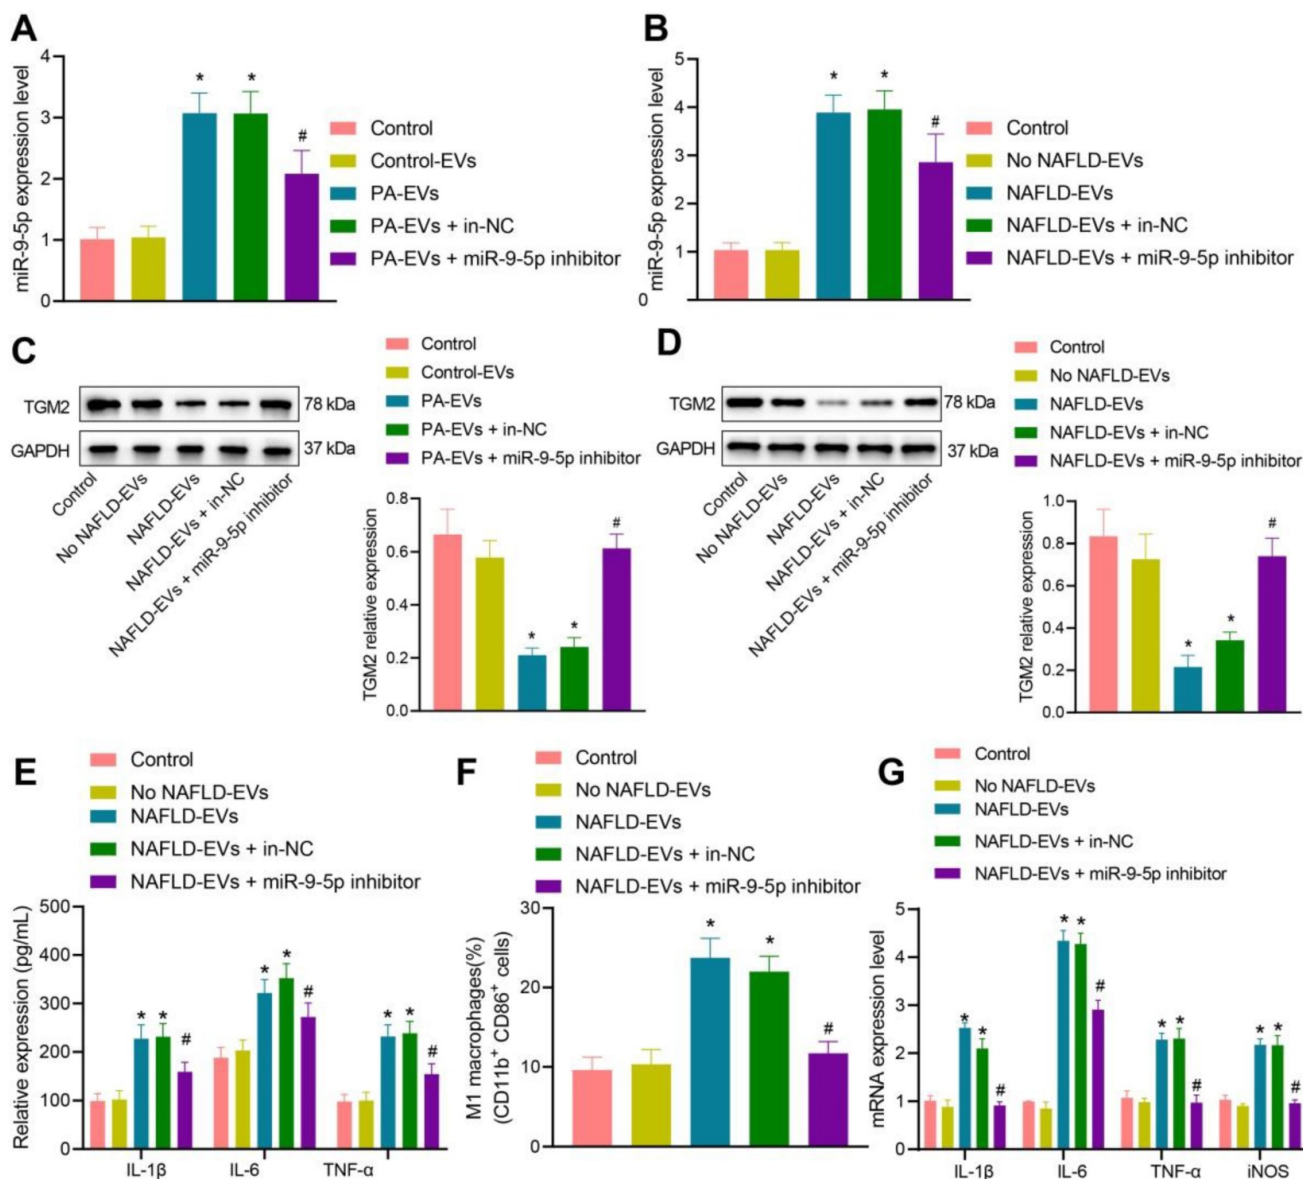 A
miR-9-5p expression level
4
3
2
1
0
*
*
#
Control
Control-EVs
PA-EVs
PA-EVs + in-NC
PA-EVs + miR-9-5p inhibitor
B
miR-9-5p expression level
5
4
3
2
1
0
*
*
#
Control
No NAFLD-EVs
NAFLD-EVs
NAFLD-EVs + in-NC
NAFLD-EVs + miR-9-5p inhibitor
C
TGM2
78 kDa
GAPDH
37 kDa
Control
No NAFLD-EVs
NAFLD-EVs
NAFLD-EVs + in-NC
NAFLD-EVs + miR-9-5p inhibitor
Control
Control-EVs
PA-EVs
PA-EVs + in-NC
PA-EVs + miR-9-5p inhibitor
TGM2 relative expression
0.8
0.6
0.4
0.2
0.0
*
*
#
D
TGM2
78 kDa
GAPDH
37 kDa
Control
No NAFLD-EVs
NAFLD-EVs
NAFLD-EVs + in-NC
NAFLD-EVs + miR-9-5p inhibitor
Control
No NAFLD-EVs
NAFLD-EVs
NAFLD-EVs + in-NC
NAFLD-EVs + miR-9-5p inhibitor
TGM2 relative expression
1.0
0.8
0.6
0.4
0.2
0.0
*
*
#
E
Control
No NAFLD-EVs
NAFLD-EVs
NAFLD-EVs + in-NC
NAFLD-EVs + miR-9-5p inhibitor
Relative expression (pg/mL)
500
400
300
200
100
0
* * #
* * #
* * #
IL-1β IL-6 TNF-α
F
Control
No NAFLD-EVs
NAFLD-EVs
NAFLD-EVs + in-NC
NAFLD-EVs + miR-9-5p inhibitor
M1 macrophages(%)
(CD11b⁺ CD86⁺ cells)
30
20
10
0
*
*
#
G
Control
No NAFLD-EVs
NAFLD-EVs
NAFLD-EVs + in-NC
NAFLD-EVs + miR-9-5p inhibitor
mRNA expression level
5
4
3
2
1
0
* * #
* * #
* * #
* * #
IL-1β IL-6 TNF-α iNOS